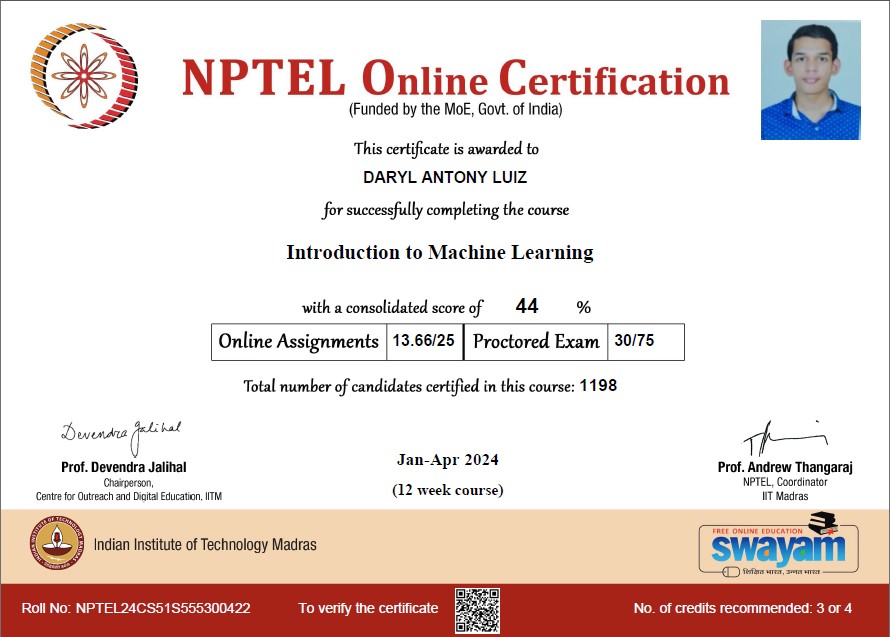 NPTEL Online Certification
(Funded by the MoE, Govt. of India)
This certificate is awarded to
DARYL ANTONY LUIZ
for successfully completing the course
Introduction to Machine Learning
with a consolidated score of 44 %
Online Assignments 13.66/25 Proctored Exam 30/75
Total number of candidates certified in this course: 1198
Devendra Jalihal
Prof. Devendra Jalihal
Chairperson,
Centre for Outreach and Digital Education, IITM
Jan-Apr 2024
(12 week course)
Prof. Andrew Thangaraj
NPTEL, Coordinator
IIT Madras
INDIAN INSTITUTE OF TECHNOLOGY MADRAS
Indian Institute of Technology Madras
FREE ONLINE EDUCATION
swayam
शिक्षित भारत, उन्नत भारत
Roll No: NPTEL24CS51S555300422
To verify the certificate
No. of credits recommended: 3 or 4